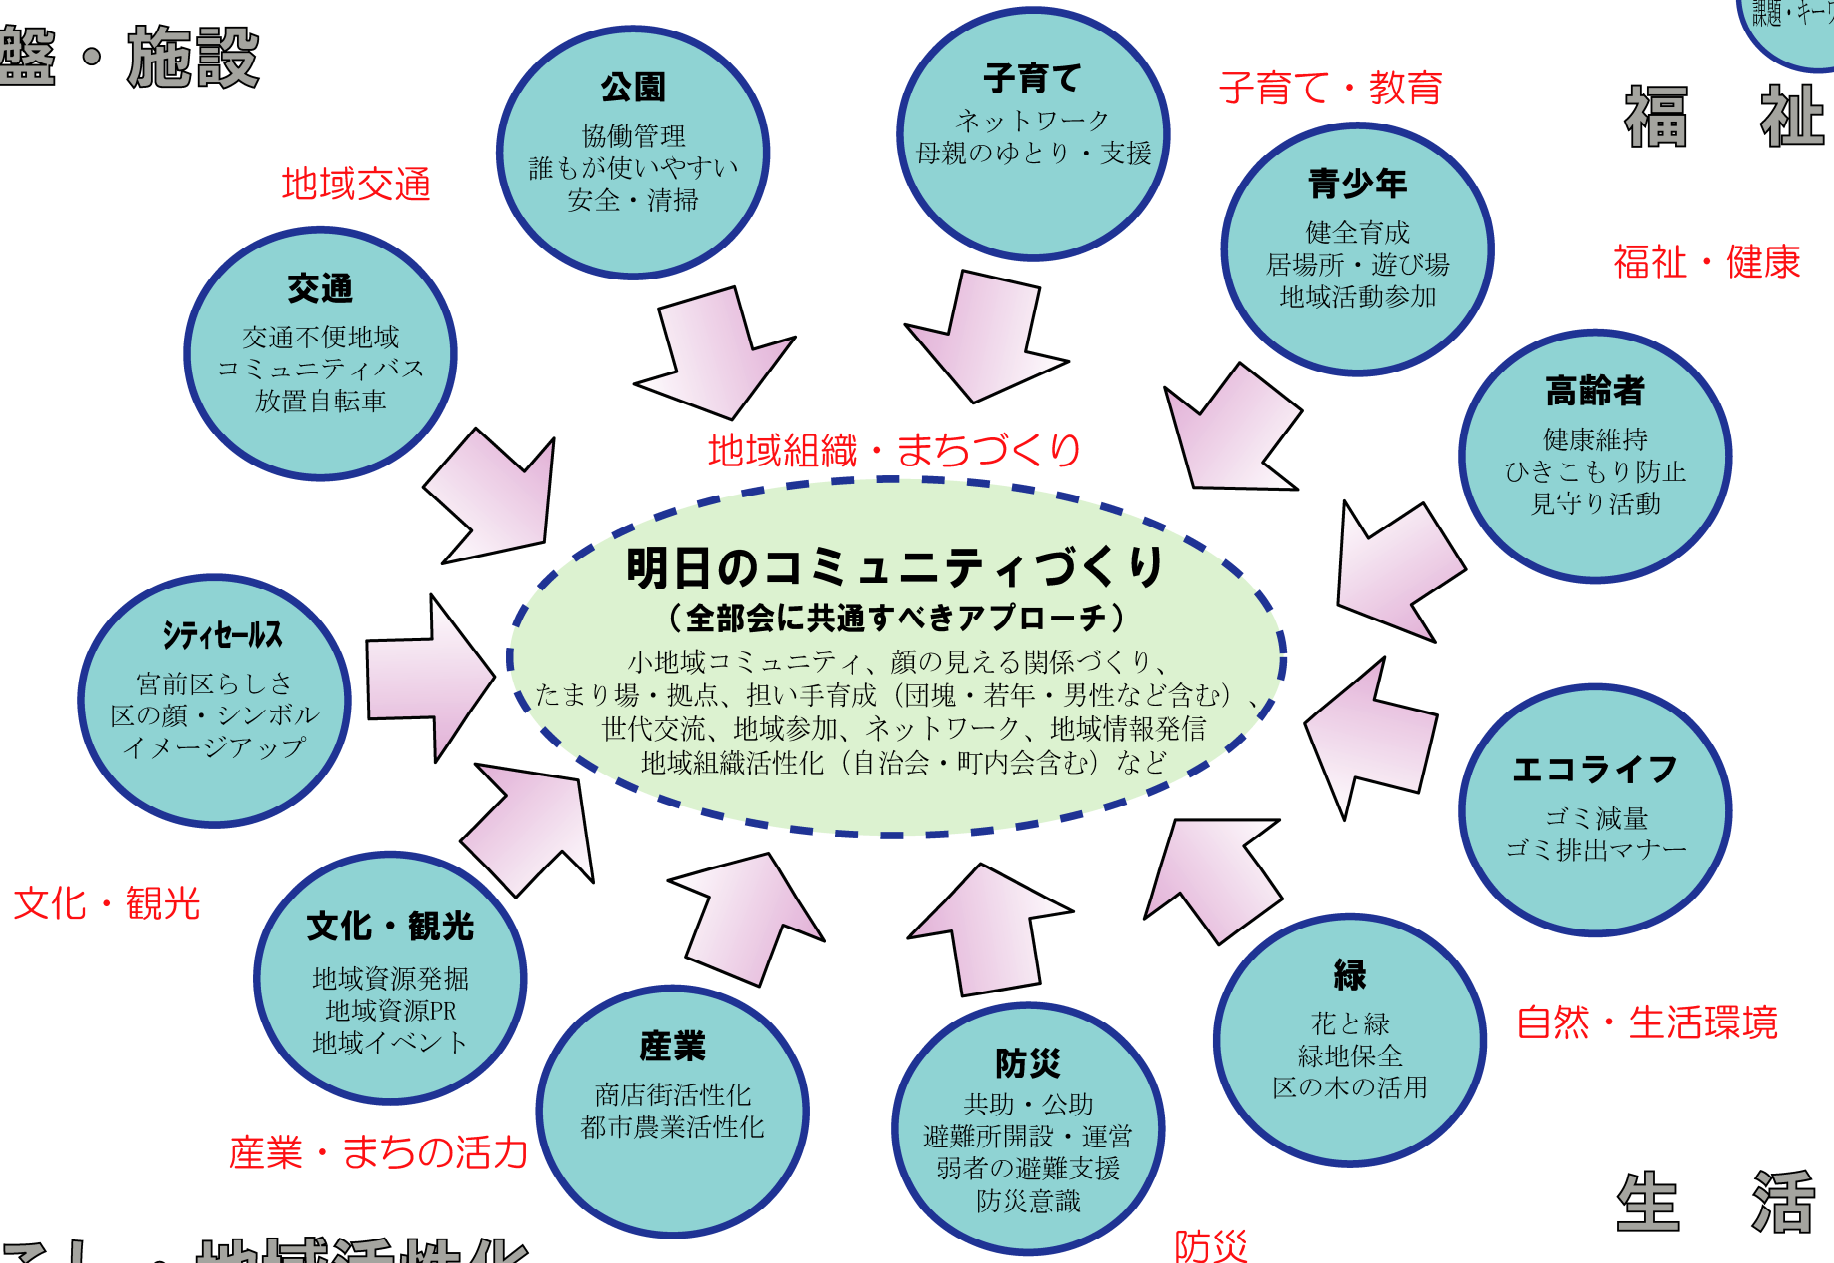 課題・キーワ
盤・施設
福祉
公園
協働管理
誰もが使いやすい
安全・清掃
子育て
ネットワーク
母親のゆとり・支援
子育て・教育
青少年
健全育成
居場所・遊び場
地域活動参加
地域交通
交通
交通不便地域
コミュニティバス
放置自転車
福祉・健康
高齢者
健康維持
ひきこもり防止
見守り活動
地域組織・まちづくり
明日のコミュニティづくり
(全部会に共通すべきアプローチ)
小地域コミュニティ、顔の見える関係づくり、
たまり場・拠点、担い手育成（団塊・若年・男性など含む）、
世代交流、地域参加、ネットワーク、地域情報発信
地域組織活性化（自治会・町内会含む）など
シティセールス
宮前区らしさ
区の顔・シンボル
イメージアップ
エコライフ
ゴミ減量
ゴミ排出マナー
文化・観光
文化・観光
地域資源発掘
地域資源PR
地域イベント
緑
花と緑
緑地保全
区の木の活用
自然・生活環境
産業
商店街活性化
都市農業活性化
防災
共助・公助
避難所開設・運営
弱者の避難支援
防災意識
産業・まちの活力
防災
生活
るし・地域活性化